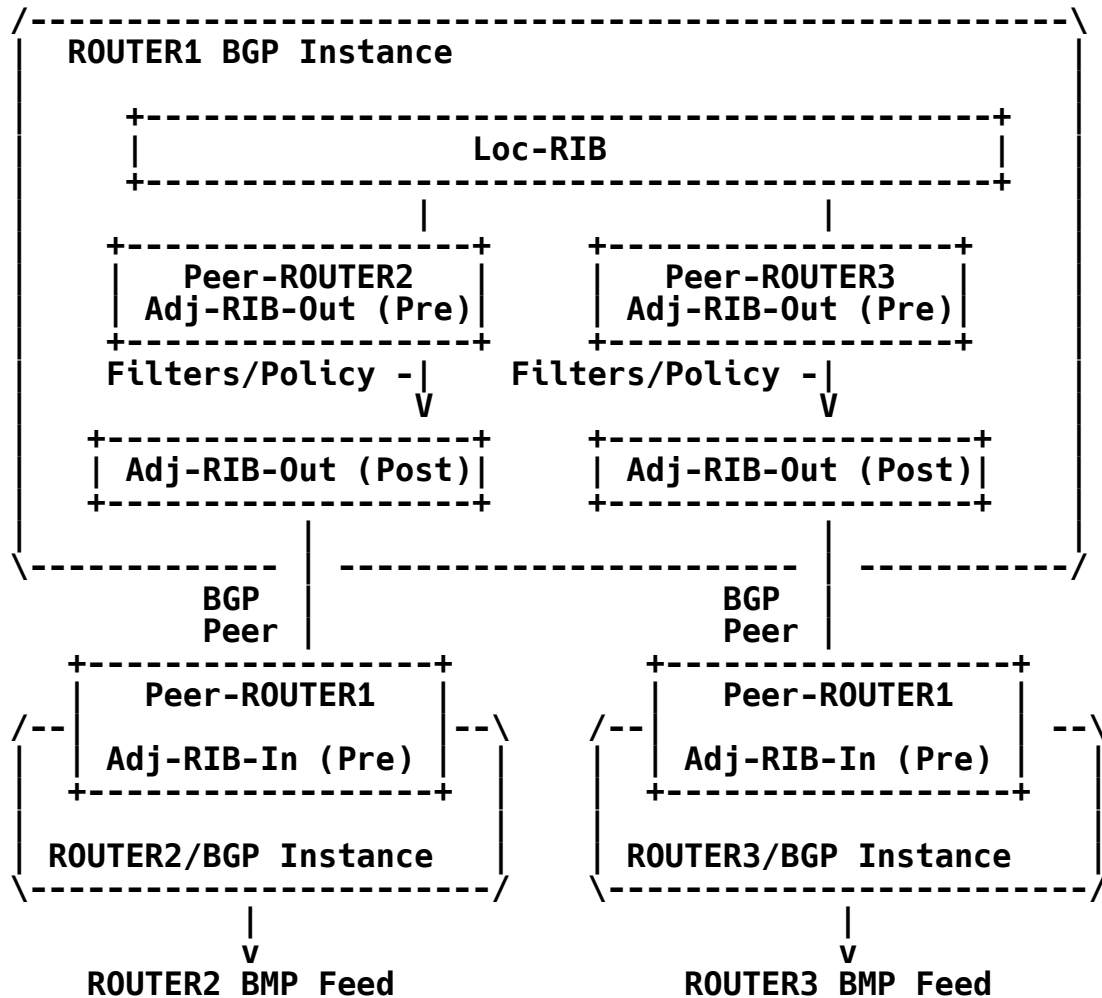 ROUTER1 BGP Instance
Loc-RIB
Peer-ROUTER2 Peer-ROUTER3
Adj-RIB-Out (Pre) Adj-RIB-Out (Pre)
Filters/Policy -| Filters/Policy -|
V V
Adj-RIB-Out (Post) Adj-RIB-Out (Post)
BGP BGP
Peer Peer
Peer-ROUTER1 Peer-ROUTER1
Adj-RIB-In (Pre) Adj-RIB-In (Pre)
ROUTER2/BGP Instance ROUTER3/BGP Instance
v v
ROUTER2 BMP Feed ROUTER3 BMP Feed